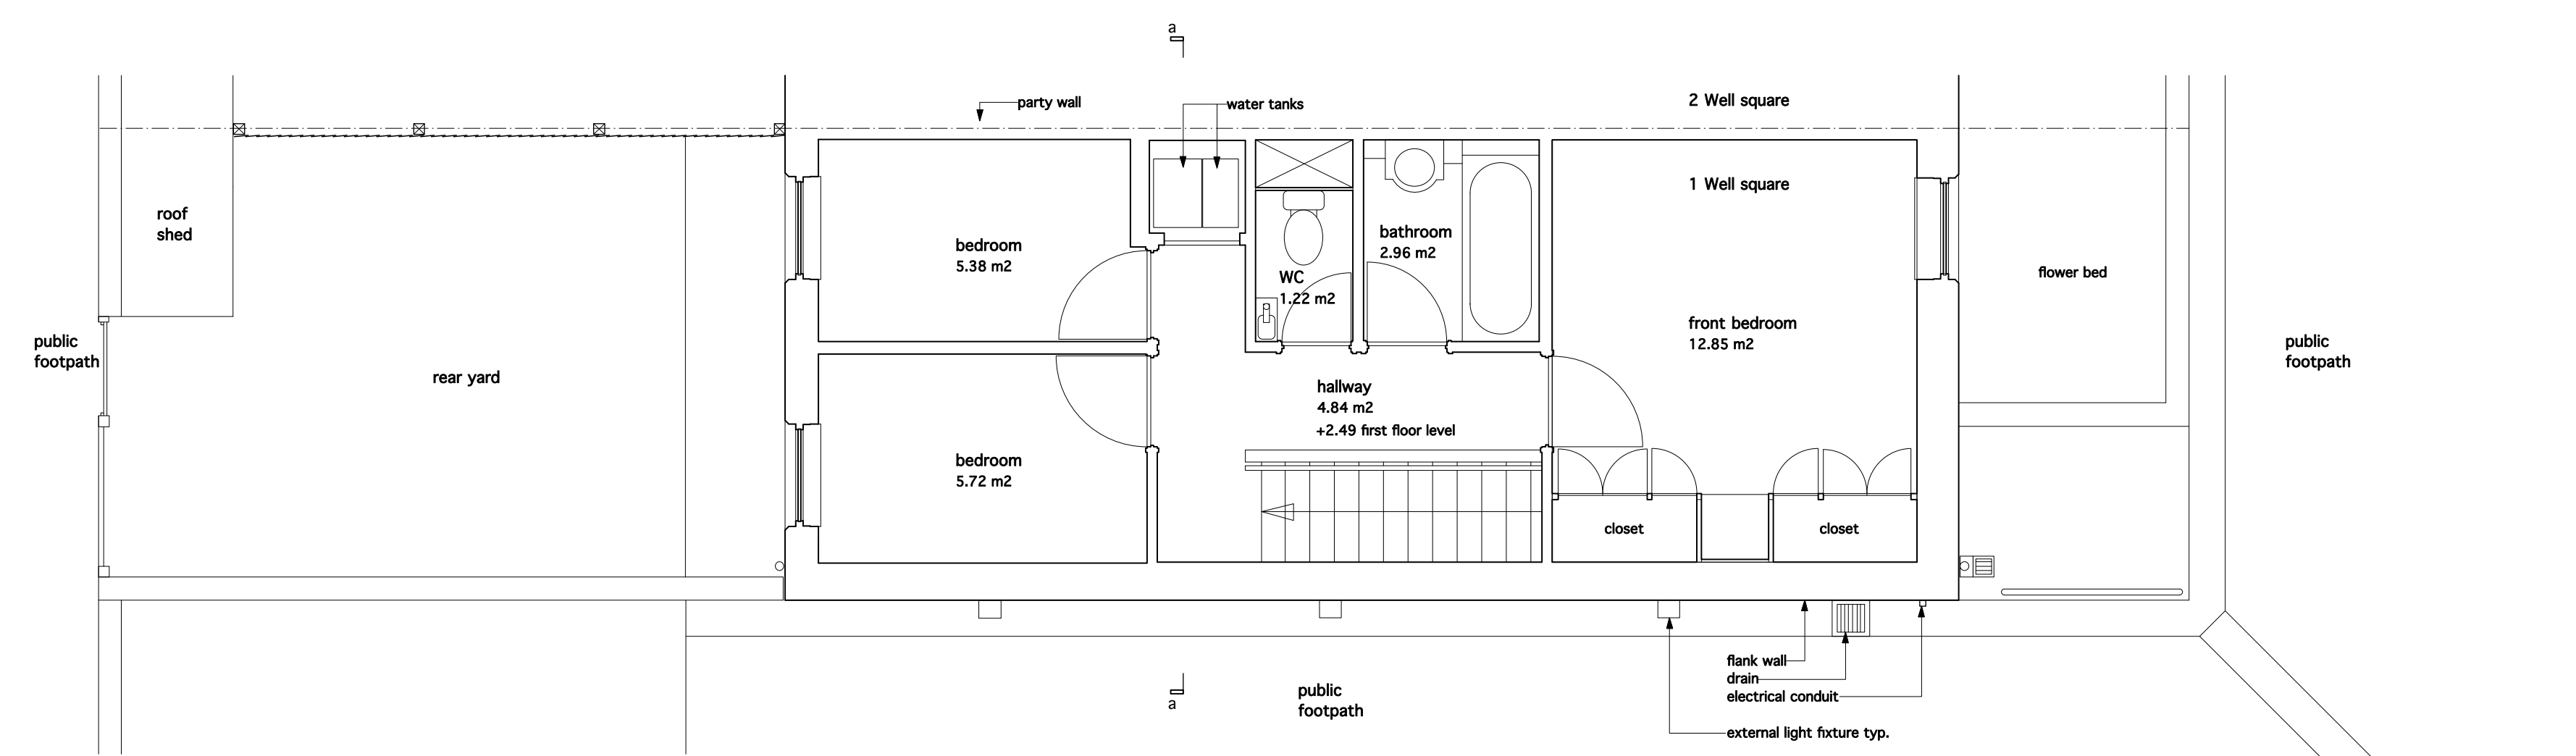 a
party wall
water tanks
2 Well square
1 Well square
roof
shed
bedroom
5.38 m2
WC
1.22 m2
bathroom
2.96 m2
front bedroom
12.85 m2
flower bed
public
footpath
rear yard
hallway
4.84 m2
+2.49 first floor level
public
footpath
bedroom
5.72 m2
closet
closet
a
public
footpath
flank wall
drain
electrical conduit
external light fixture typ.